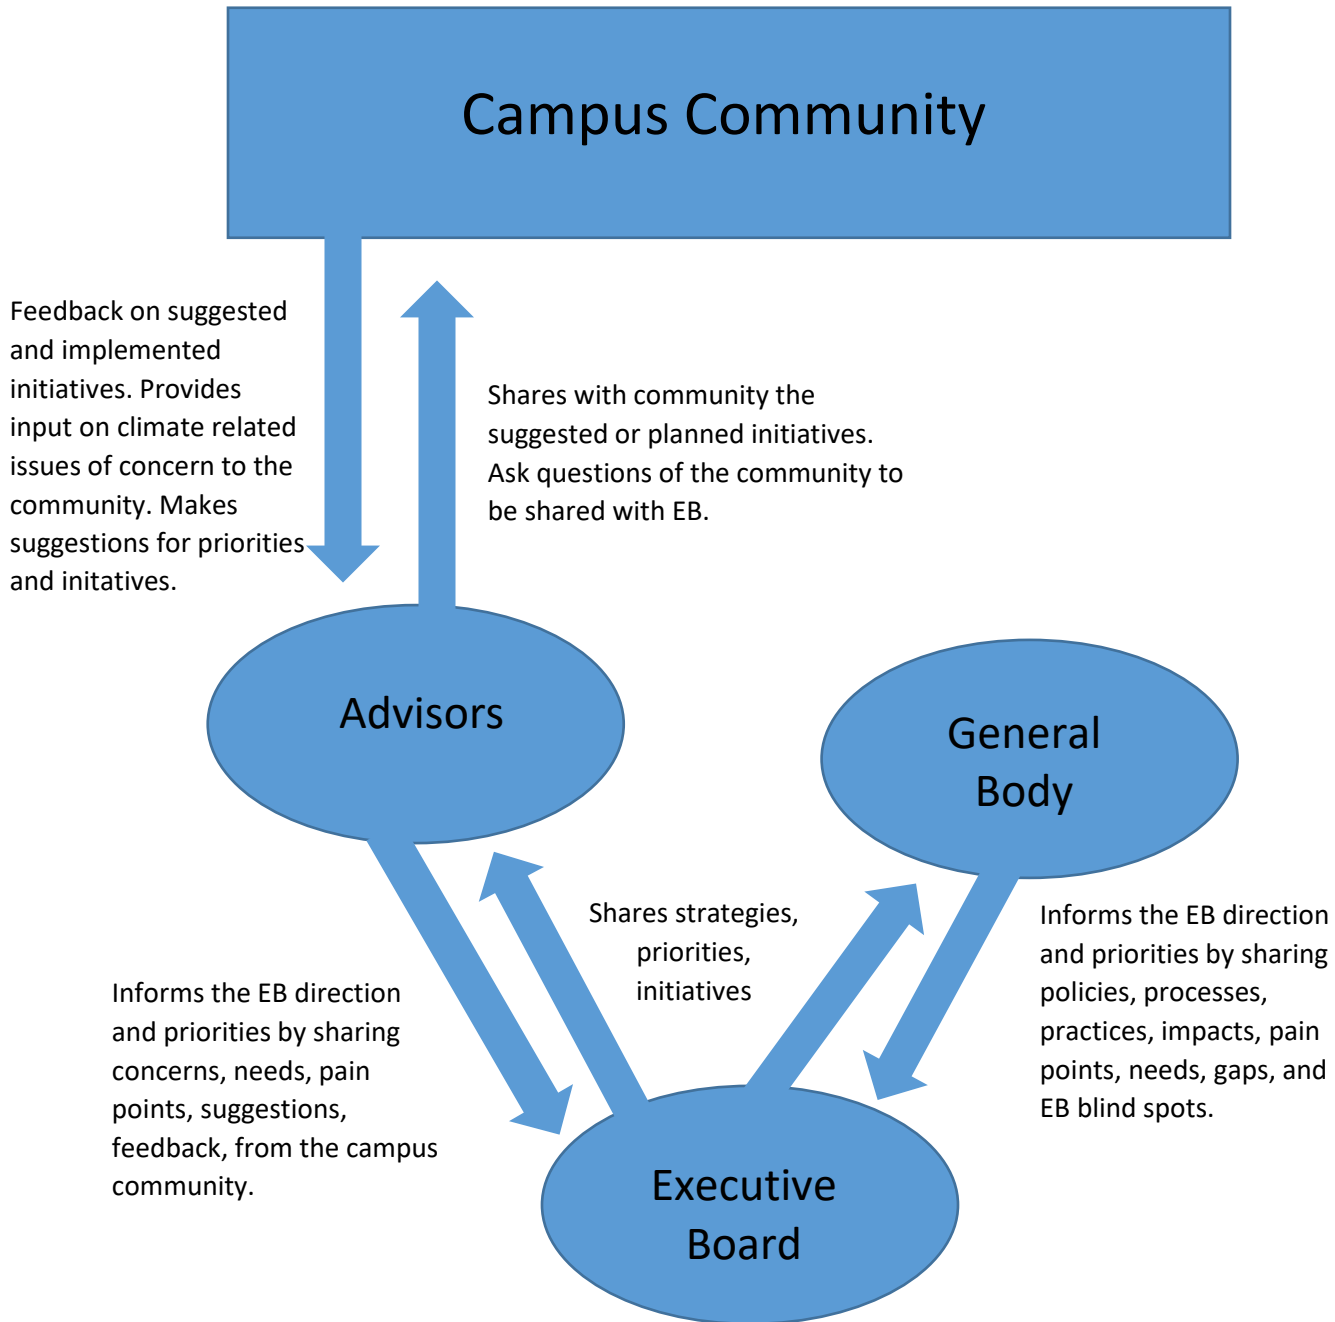 Campus Community
Feedback on suggested
and implemented
initiatives. Provides
input on climate related
issues of concern to the
community. Makes
suggestions for priorities
and initatives.
Shares with community the
suggested or planned initiatives.
Ask questions of the community to
be shared with EB.
Advisors
General
Body
Shares strategies,
priorities,
initiatives
Informs the EB direction
and priorities by sharing
policies, processes,
practices, impacts, pain
points, needs, gaps, and
EB blind spots.
Informs the EB direction
and priorities by sharing
concerns, needs, pain
points, suggestions,
feedback, from the campus
community.
Executive
Board